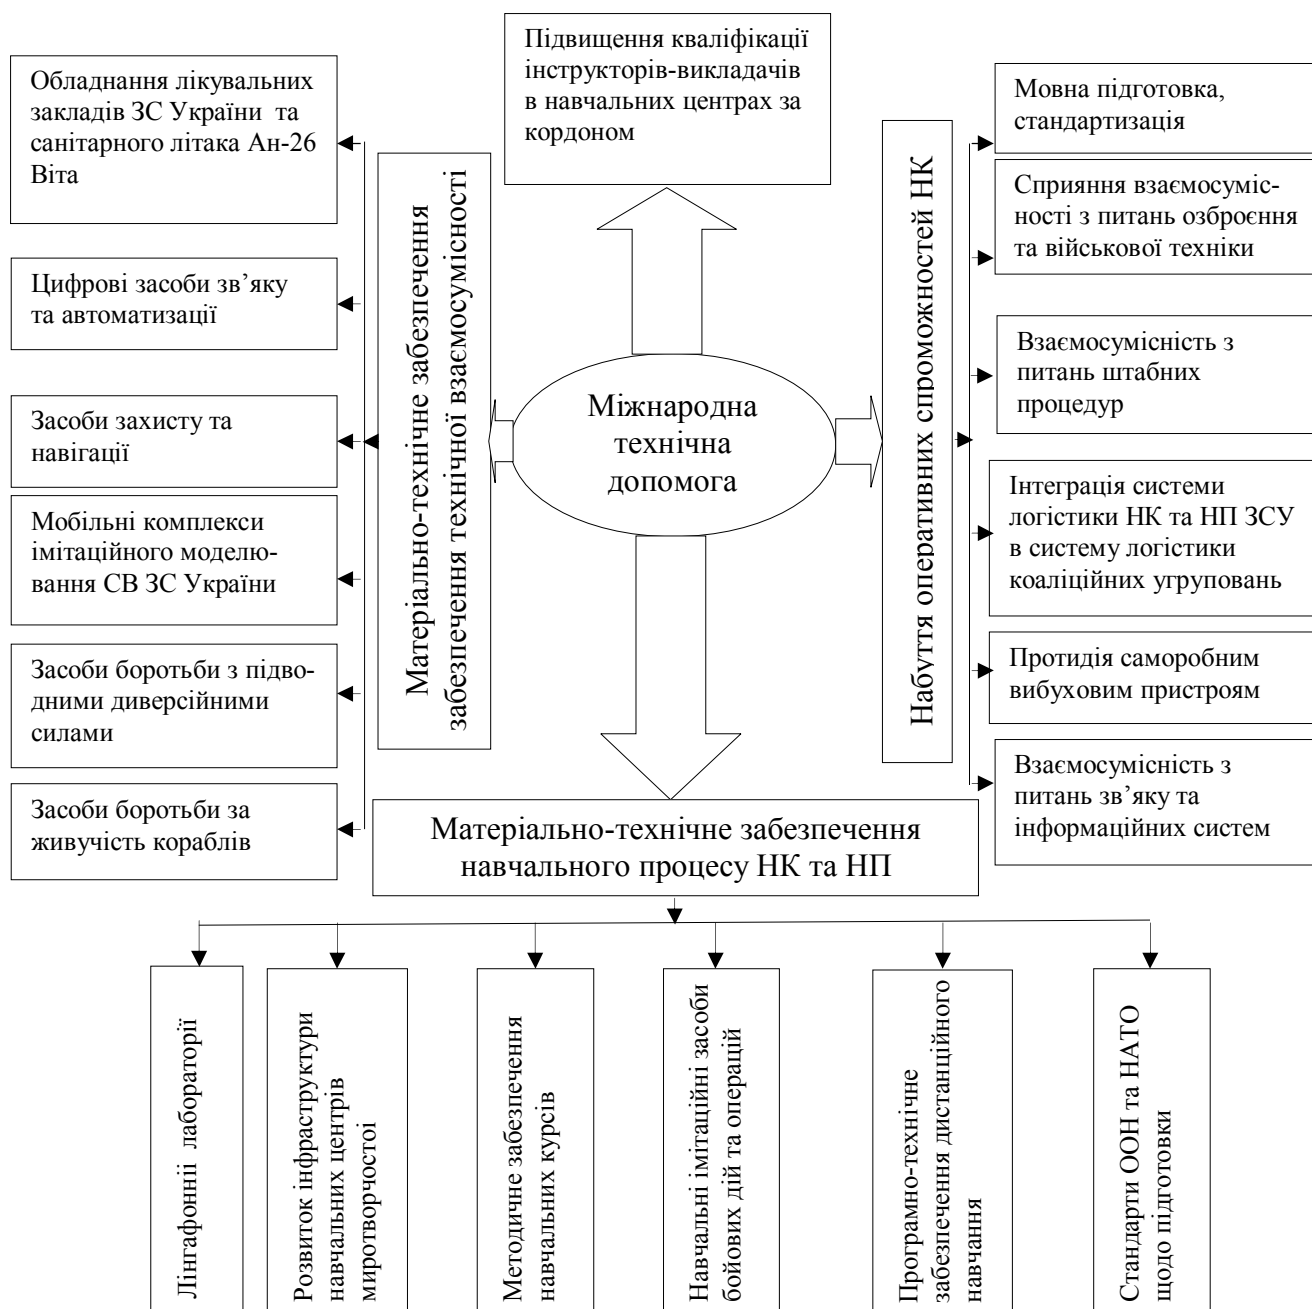 Підвищення кваліфікації
інструкторів-викладачів
в навчальних центрах за
кордоном
Обладнання лікувальних
закладів ЗС України та
санітарного літака Ан-26
Віта
Цифрові засоби зв’яку
та автоматизації
Засоби захисту та
навігації
Мобільні комплекси
імітаційного моделю-
вання СВ ЗС України
Засоби боротьби з підво-
дними диверсійними
силами
Засоби боротьби за
живучість кораблів
Матеріально-технічне забезпечення
забезпечення технічної взаємосумісності
Міжнародна
технічна
допомога
Набуття оперативних спроможностей НК
Мовна підготовка,
стандартизація
Сприяння взаємосуміс-
ності з питань озброєння
та військової техніки
Взаємосумісність з
питань штабних
процедур
Інтеграція системи
логістики НК та НП ЗСУ
в систему логістики
коаліційних угруповань
Протидія саморобним
вибуховим пристроям
Взаємосумісність з
питань зв’яку та
інформаційних систем
Матеріально-технічне забезпечення
навчального процесу НК та НП
Лінгафонніі лабораторії
Розвиток інфраструктури
навчальних центрів
миротворчостоі
Методичне забезпечення
навчальних курсів
Навчальні імітаційні засоби
бойових дій та операцій
Програмно-технічне
забезпечення дистанційного
навчання
Стандарти ООН та НАТО
щодо підготовки